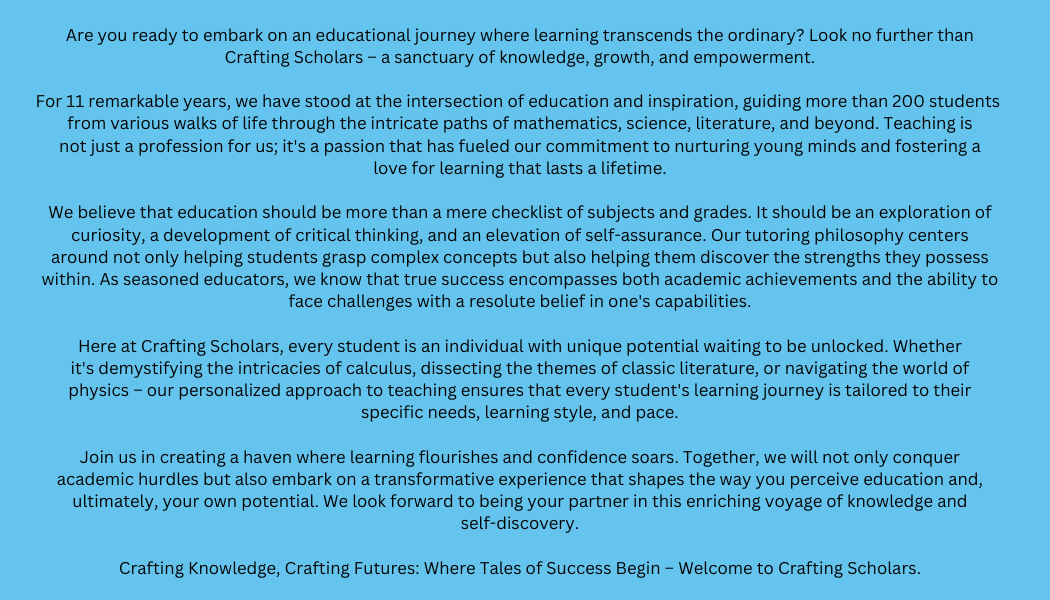 Are you ready to embark on an educational journey where learning transcends the ordinary? Look no further than
Crafting Scholars – a sanctuary of knowledge, growth, and empowerment.
For 11 remarkable years, we have stood at the intersection of education and inspiration, guiding more than 200 students
from various walks of life through the intricate paths of mathematics, science, literature, and beyond. Teaching is
not just a profession for us; it's a passion that has fueled our commitment to nurturing young minds and fostering a
love for learning that lasts a lifetime.
We believe that education should be more than a mere checklist of subjects and grades. It should be an exploration of
curiosity, a development of critical thinking, and an elevation of self-assurance. Our tutoring philosophy centers
around not only helping students grasp complex concepts but also helping them discover the strengths they possess
within. As seasoned educators, we know that true success encompasses both academic achievements and the ability to
face challenges with a resolute belief in one's capabilities.
Here at Crafting Scholars, every student is an individual with unique potential waiting to be unlocked. Whether
it's demystifying the intricacies of calculus, dissecting the themes of classic literature, or navigating the world of
physics – our personalized approach to teaching ensures that every student's learning journey is tailored to their
specific needs, learning style, and pace.
Join us in creating a haven where learning flourishes and confidence soars. Together, we will not only conquer
academic hurdles but also embark on a transformative experience that shapes the way you perceive education and,
ultimately, your own potential. We look forward to being your partner in this enriching voyage of knowledge and
self-discovery.
Crafting Knowledge, Crafting Futures: Where Tales of Success Begin – Welcome to Crafting Scholars.